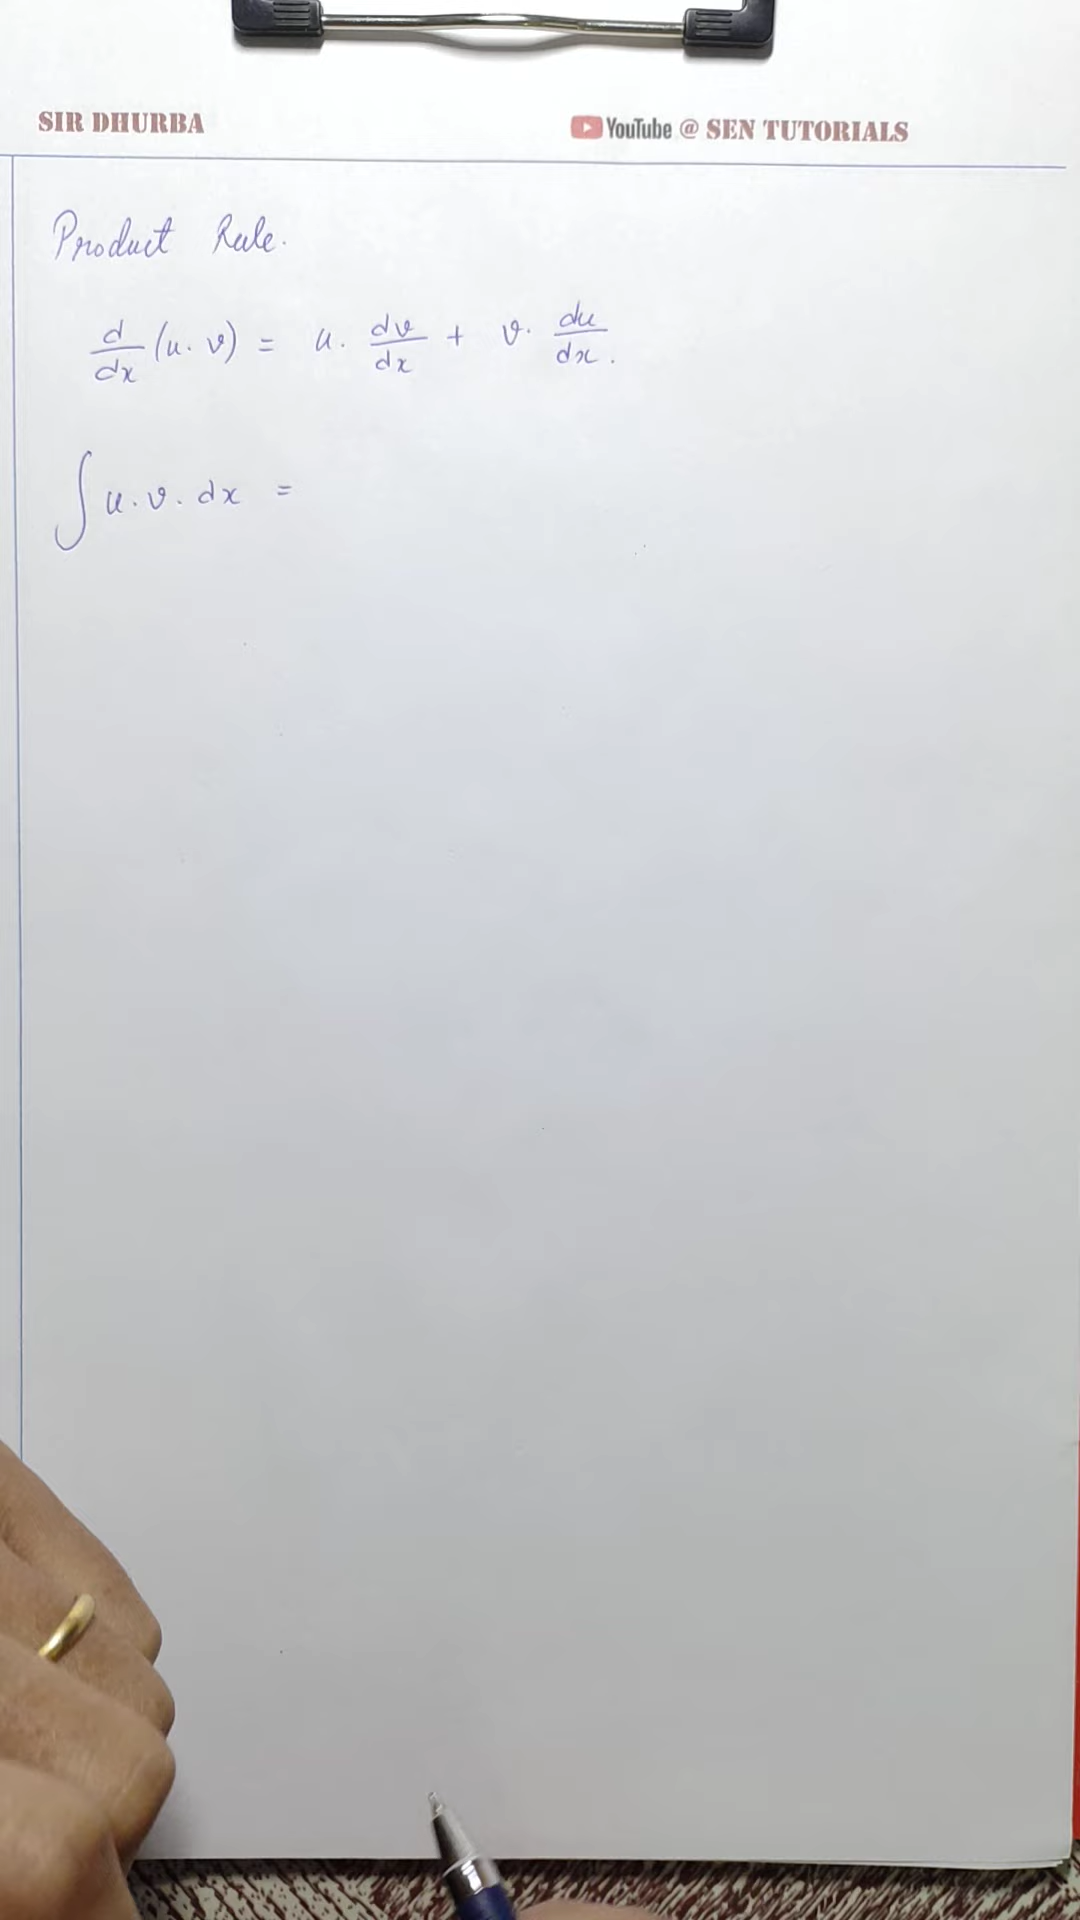 SIR DHURBA
YouTube @ SEN TUTORIALS
Product Rule.
d/dx (u. v) = u. dv/dx + v. du/dx.
∫ u. v. dx =